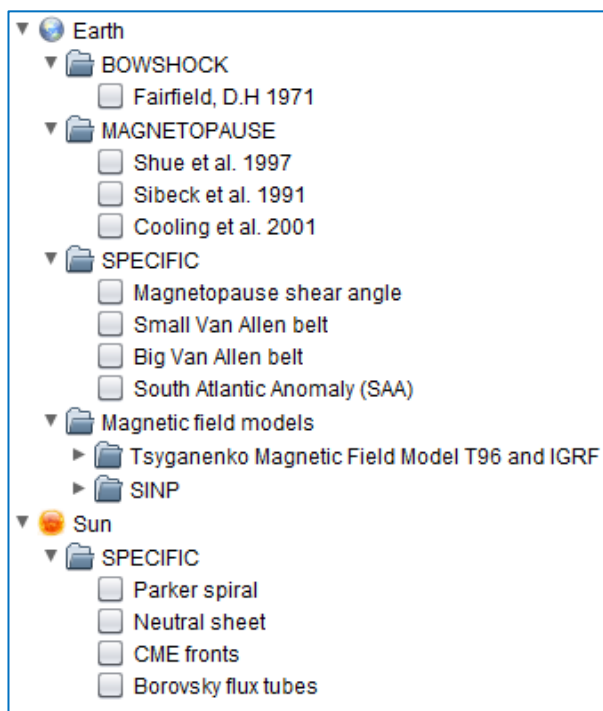 Earth
BOWSHOCK
Fairfield, D.H 1971
MAGNETOPAUSE
Shue et al. 1997
Sibeck et al. 1991
Cooling et al. 2001
SPECIFIC
Magnetopause shear angle
Small Van Allen belt
Big Van Allen belt
South Atlantic Anomaly (SAA)
Magnetic field models
Tsyganenko Magnetic Field Model T96 and IGRF
SINP
Sun
SPECIFIC
Parker spiral
Neutral sheet
CME fronts
Borovsky flux tubes